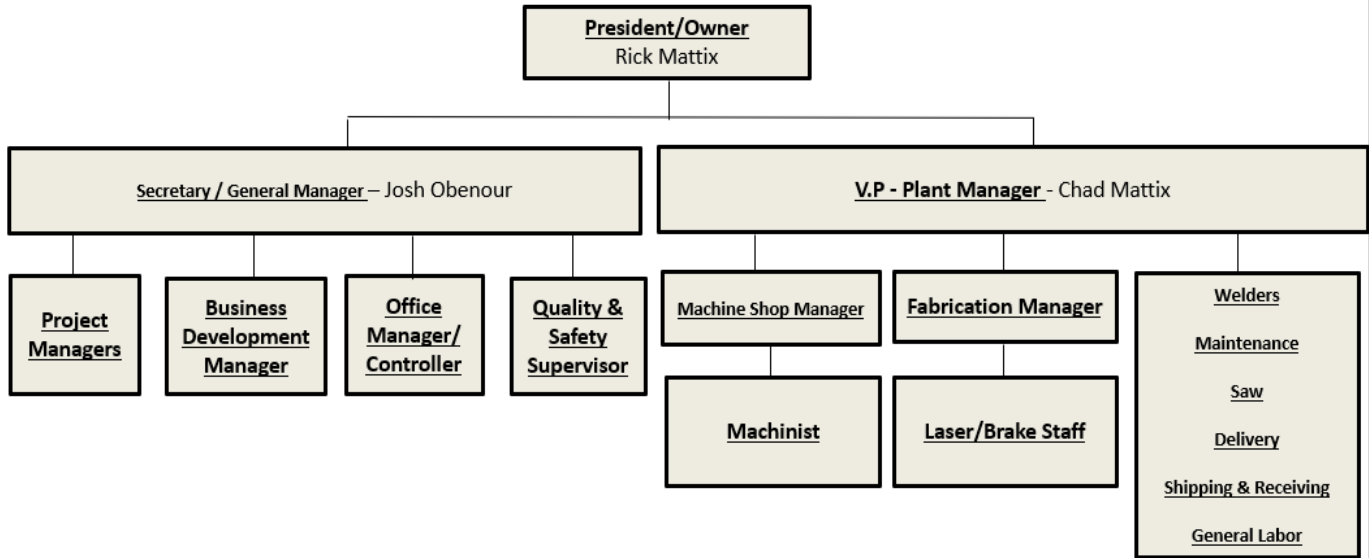 President/Owner
Rick Mattix
Secretary / General Manager – Josh Obenour
V.P - Plant Manager - Chad Mattix
Project
Managers
Business
Development
Manager
Office
Manager/
Controller
Quality &
Safety
Supervisor
Machine Shop Manager
Fabrication Manager
Welders
Maintenance
Saw
Delivery
Shipping & Receiving
General Labor
Machinist
Laser/Brake Staff